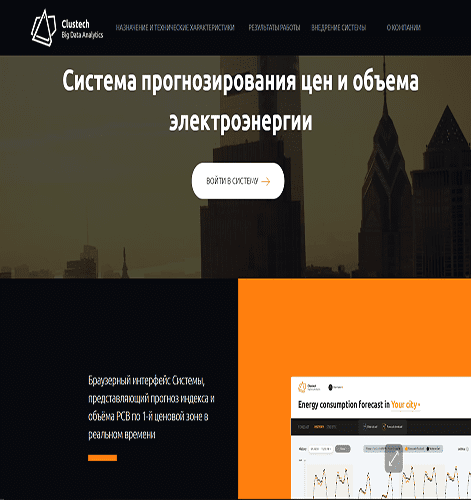 Clustech
Big Data Analytics
НАЗНАЧЕНИЕ И ТЕХНИЧЕСКИЕ ХАРАКТЕРИСТИКИ
РЕЗУЛЬТАТЫ РАБОТЫ
ВНЕДРЕНИЕ СИСТЕМЫ
О КОМПАНИИ
Система прогнозирования цен и объема
электроэнергии
ВОЙТИ В СИСТЕМУ
Браузерный интерфейс Системы,
представляющий прогноз индекса и
объёма РСВ по 1-й ценовой зоне в
реальном времени
Clustech
Energy consumption forecast in Your city